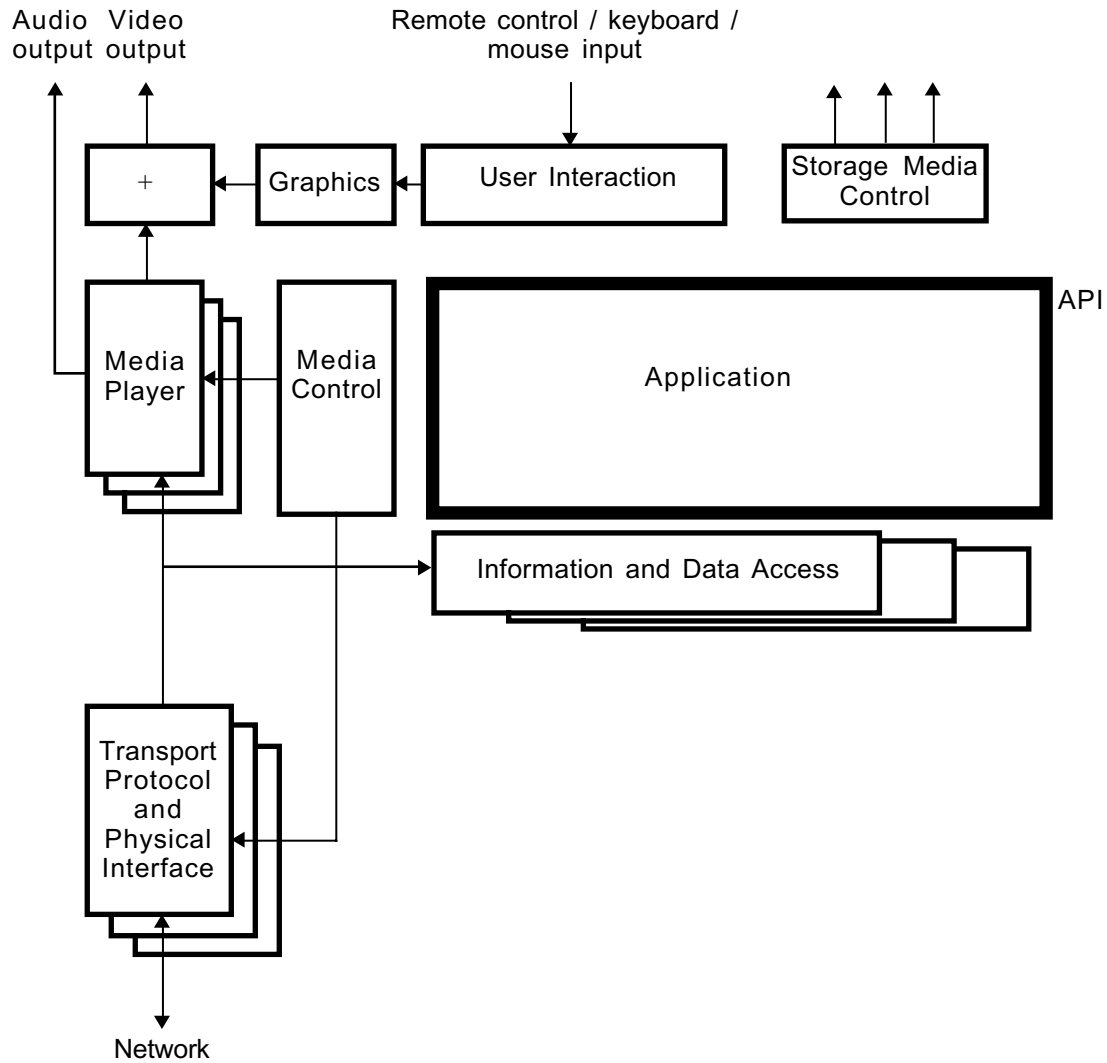 Audio Video
output output
Remote control / keyboard /
mouse input
+
Graphics
User Interaction
Storage Media
Control
API
Media
Player
Media
Control
Application
Information and Data Access
Transport
Protocol
and
Physical
Interface
Network